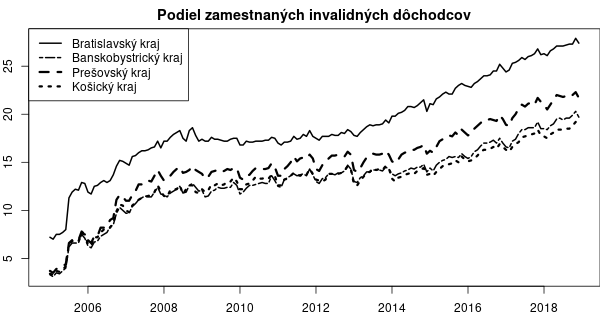 Podiel zamestnaných invalidných dôchodcov
Bratislavský kraj
Banskobystrický kraj
Prešovský kraj
Košický kraj
25
20
15
10
5
2006 2008 2010 2012 2014 2016 2018